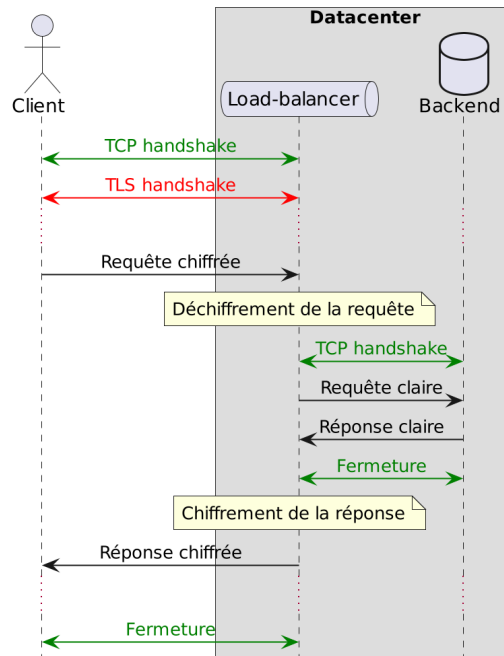 Datacenter
Client
Load-balancer
Backend
TCP handshake
TLS handshake
Requête chiffrée
Déchiffrement de la requête
TCP handshake
Requête claire
Réponse claire
Fermeture
Chiffrement de la réponse
Réponse chiffrée
Fermeture